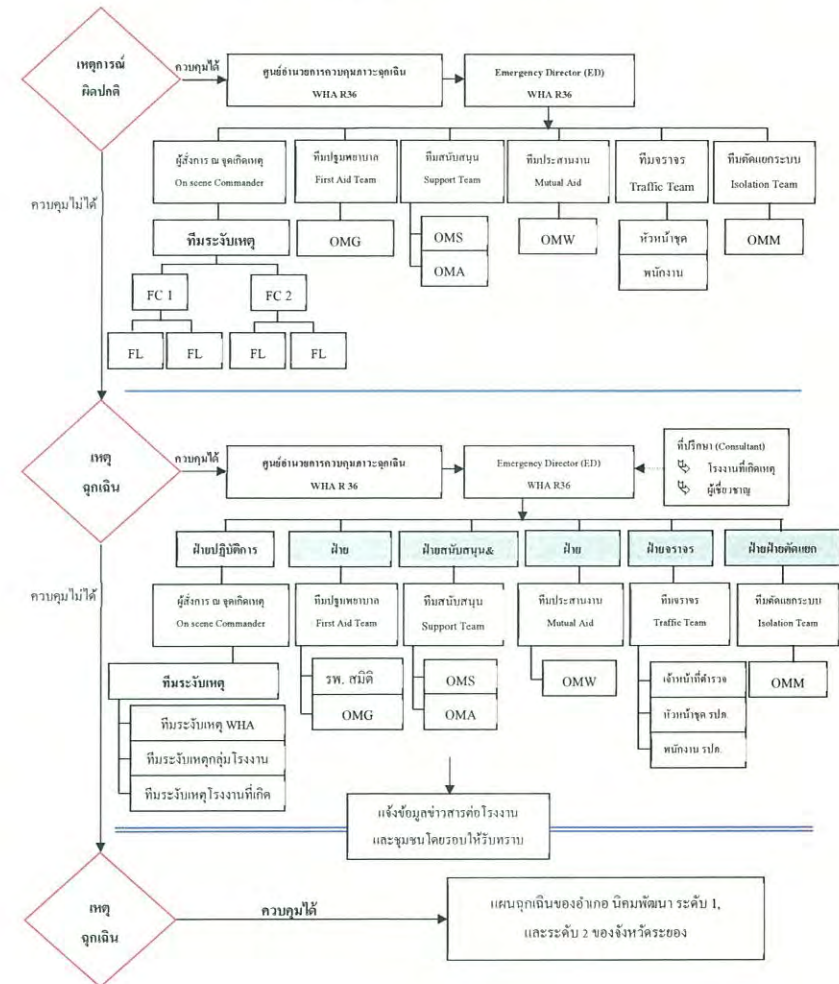 เหตุการณ์
ผิดปกติ
ควบคุมได้
ศูนย์อำนวยการควบคุมภาวะฉุกเฉิน
WHA R36
Emergency Director (ED)
WHA R36
ควบคุมไม่ได้
ผู้สั่งการ ณ จุดเกิดเหตุ
On scene Commander
ทีมปฐมพยาบาล
First Aid Team
ทีมสนับสนุน
Support Team
ทีมประสานงาน
Mutual Aid
ทีมจราจร
Traffic Team
ทีมตัดแยกระบบ
Isolation Team
ทีมระงับเหตุ
OMG
OMS
OMA
OMW
หัวหน้าชุด
พนักงาน
OMM
FC 1
FC 2
FL
FL
FL
FL
เหตุ
ฉุกเฉิน
ควบคุมได้
ศูนย์อำนวยการควบคุมภาวะฉุกเฉิน
WHA R 36
Emergency Director (ED)
WHA R36
ที่ปรึกษา (Consultant)
โรงงานที่เกิดเหตุ
ผู้เชี่ยวชาญ
ควบคุมไม่ได้
ฝ่ายปฏิบัติการ
ฝ่าย
ฝ่ายสนับสนุน&
ฝ่าย
ฝ่ายจราจร
ฝ่ายฝ่ายตัดแยก
ผู้สั่งการ ณ จุดเกิดเหตุ
On scene Commander
ทีมปฐมพยาบาล
First Aid Team
ทีมสนับสนุน
Support Team
ทีมประสานงาน
Mutual Aid
ทีมจราจร
Traffic Team
ทีมตัดแยกระบบ
Isolation Team
ทีมระงับเหตุ
ทีมระงับเหตุ WHA
ทีมระงับเหตุกลุ่มโรงงาน
ทีมระงับเหตุโรงงานที่เกิด
รพ. สมิติ
OMG
OMS
OMA
OMW
เจ้าหน้าที่ตำรวจ
หัวหน้าชุด รปภ.
พนักงาน รปภ.
OMM
แจ้งข้อมูลข่าวสารต่อโรงงาน
และชุมชนโดยรอบให้รับทราบ
เหตุ
ฉุกเฉิน
ควบคุมได้
แผนฉุกเฉินของอำเภอ นิคมพัฒนา ระดับ 1,
และระดับ 2 ของจังหวัดระยอง